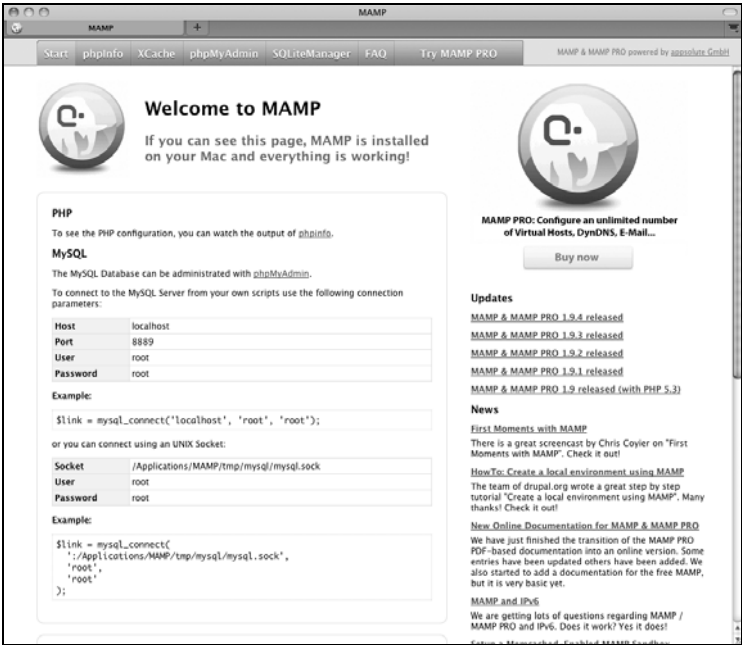 MAMP
MAMP
+
Start phpInfo XCache phpMyAdmin SQLiteManager FAQ Try MAMP PRO
MAMP & MAMP PRO powered by appsolute GmbH
Welcome to MAMP
If you can see this page, MAMP is installed
on your Mac and everything is working!
PHP
To see the PHP configuration, you can watch the output of phpinfo.
MySQL
The MySQL Database can be administrated with phpMyAdmin.
To connect to the MySQL Server from your own scripts use the following connection
parameters:
Host localhost
Port 8889
User root
Password root
Example:
$link = mysql_connect('localhost', 'root', 'root');
or you can connect using an UNIX Socket:
Socket /Applications/MAMP/tmp/mysql/mysql.sock
User root
Password root
Example:
$link = mysql_connect(
':/Applications/MAMP/tmp/mysql/mysql.sock',
'root',
'root'
);
MAMP PRO: Configure an unlimited number
of Virtual Hosts, DynDNS, E-Mail...
Buy now
Updates
MAMP & MAMP PRO 1.9.4 released
MAMP & MAMP PRO 1.9.3 released
MAMP & MAMP PRO 1.9.2 released
MAMP & MAMP PRO 1.9.1 released
MAMP & MAMP PRO 1.9 released (with PHP 5.3)
News
First Moments with MAMP
There is a great screencast by Chris Coyier on "First
Moments with MAMP". Check it out!
HowTo: Create a local environment using MAMP
The team of drupal.org wrote a great step by step
tutorial "Create a local environment using MAMP". Many
thanks! Check it out!
New Online Documentation for MAMP & MAMP PRO
We have just finished the transition of the MAMP PRO
PDF-based documentation into an online version. Some
entries have been updated others have been added. We
also started to add a documentation for the free MAMP,
but it is very basic yet.
MAMP and IPv6
We are getting lots of questions regarding MAMP /
MAMP PRO and IPv6. Does it work? Yes it does!
Setup a Memcached-Enabled MAMP Sandbox